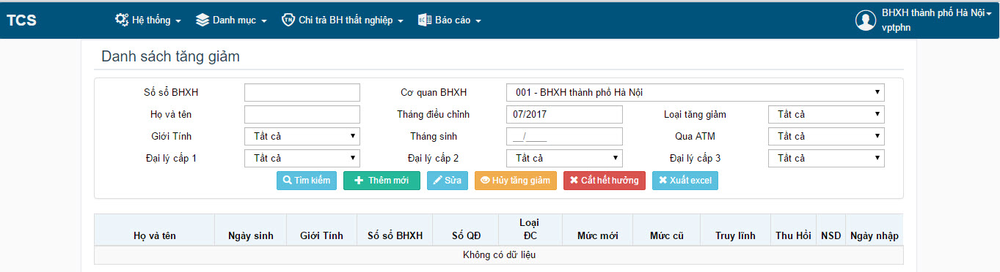 TCS Hệ thống Danh mục Chi trả BH thất nghiệp Báo cáo BHXH thành phố Hà Nội
vptphn
Danh sách tăng giảm
Số sổ BHXH Cơ quan BHXH 001 - BHXH thành phố Hà Nội
Họ và tên Tháng điều chỉnh 07/2017 Loại tăng giảm Tất cả
Giới Tính Tất cả Tháng sinh __/____ Qua ATM Tất cả
Đại lý cấp 1 Tất cả Đại lý cấp 2 Tất cả Đại lý cấp 3 Tất cả
Tìm kiếm Thêm mới Sửa Hủy tăng giảm Cắt hết hưởng Xuất excel
Họ và tên Ngày sinh Giới Tính Số sổ BHXH Số QĐ Loại ĐC Mức mới Mức cũ Truy lĩnh Thu Hồi NSD Ngày nhập
Không có dữ liệu